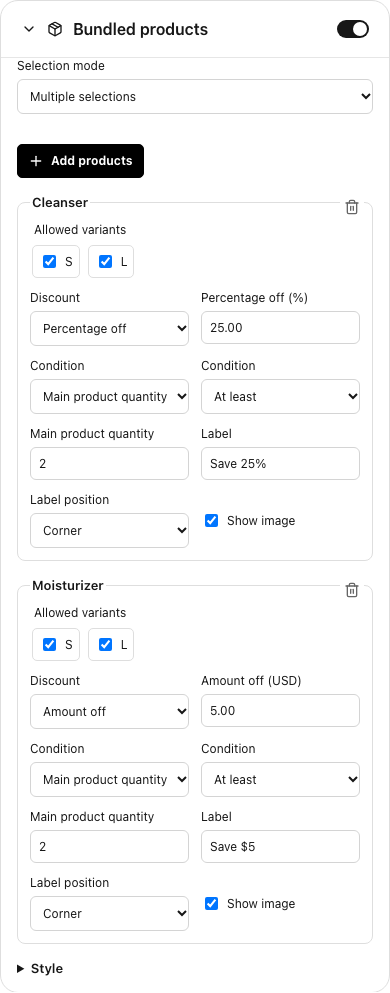 Bundled products
Selection mode
Multiple selections
+ Add products
Cleanser
Allowed variants
S L
Discount Percentage off (%)
Percentage off 25.00
Condition Condition
Main product quantity At least
Main product quantity Label
2 Save 25%
Label position
Corner Show image
Moisturizer
Allowed variants
S L
Discount Amount off (USD)
Amount off 5.00
Condition Condition
Main product quantity At least
Main product quantity Label
2 Save $5
Label position
Corner Show image
Style